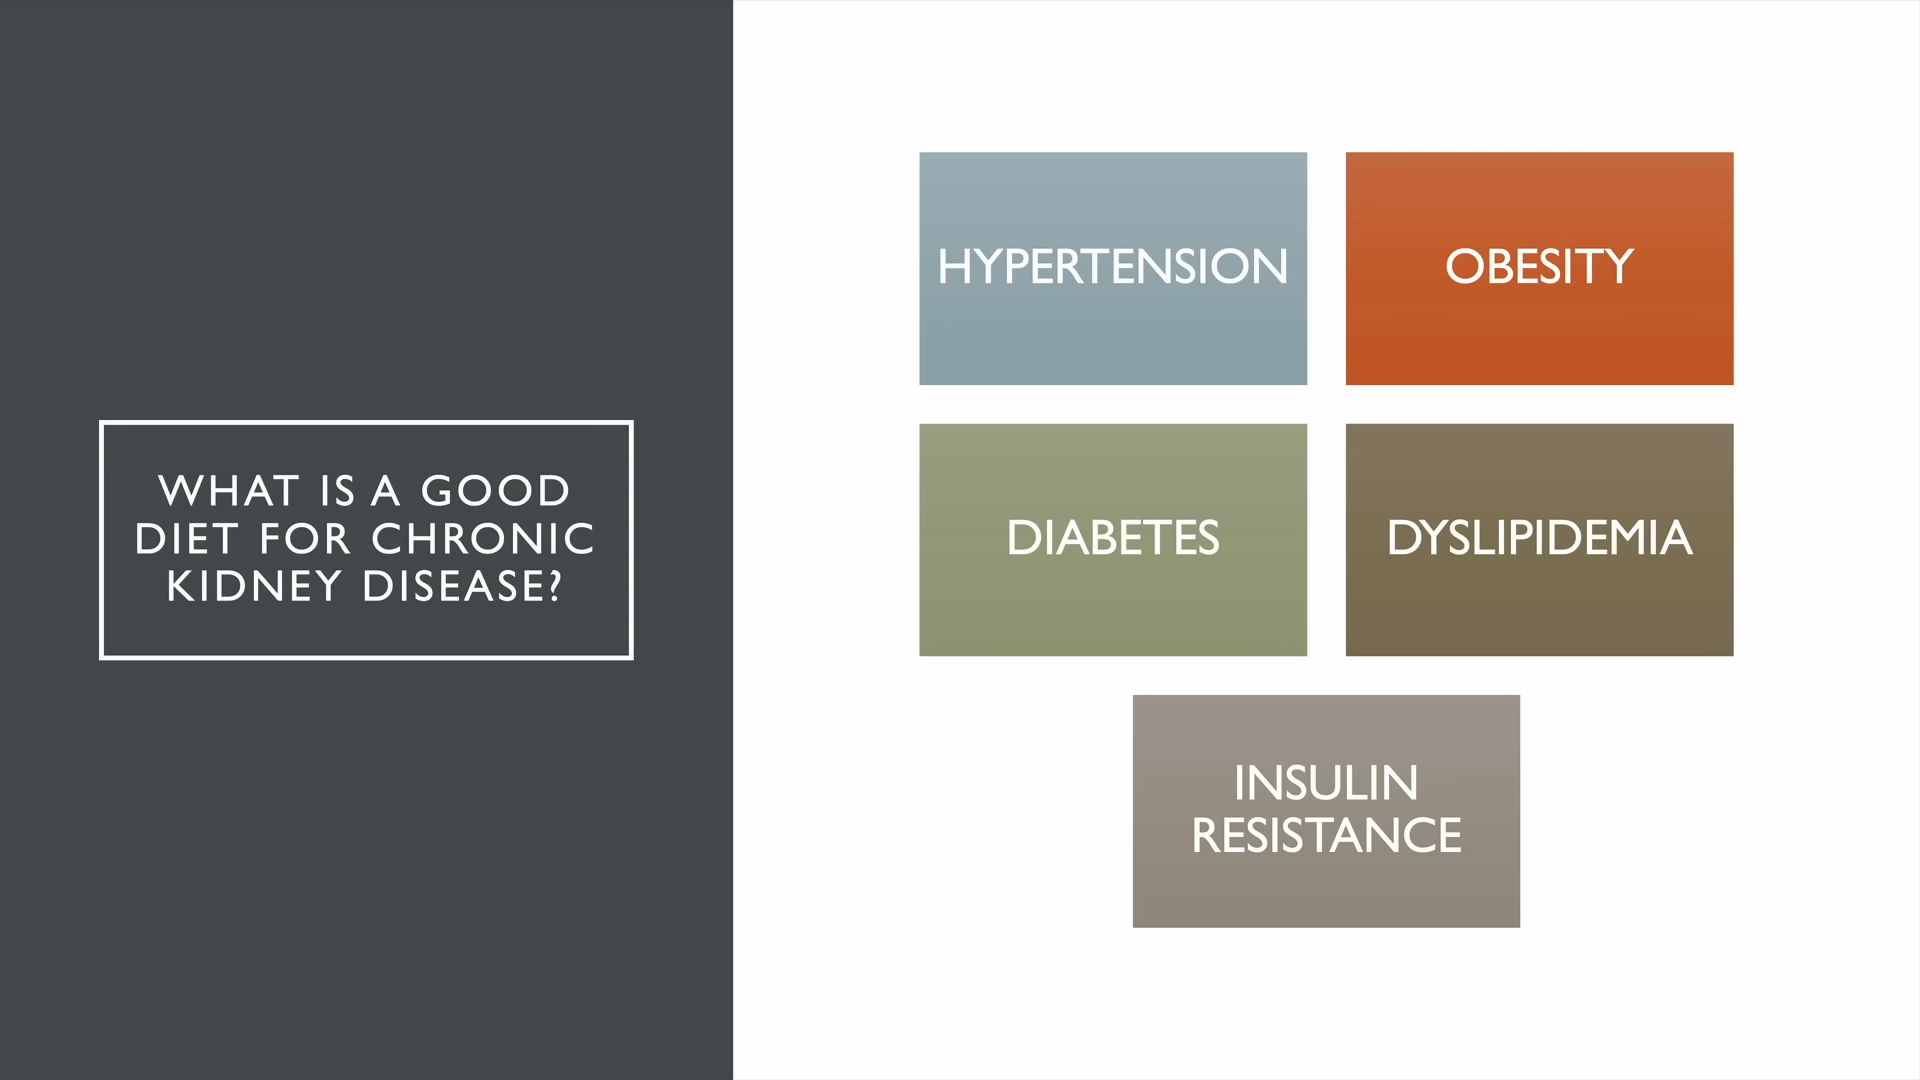 WHAT IS A GOOD
DIET FOR CHRONIC
KIDNEY DISEASE?
HYPERTENSION
OBESITY
DIABETES
DYSLIPIDEMIA
INSULIN
RESISTANCE